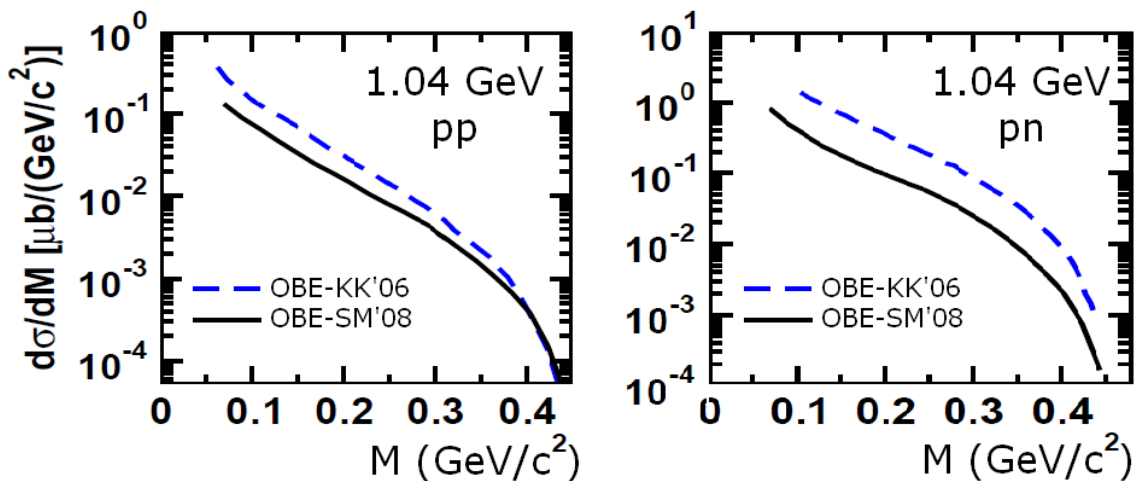 dσ/dM [μb/(GeV/c²)]
10⁰
10⁻¹
10⁻²
10⁻³
10⁻⁴
1.04 GeV
pp
OBE-KK'06
OBE-SM'08
0 0.1 0.2 0.3 0.4
M (GeV/c²)
10¹
10⁰
10⁻¹
10⁻²
10⁻³
10⁻⁴
1.04 GeV
pn
OBE-KK'06
OBE-SM'08
0 0.1 0.2 0.3 0.4
M (GeV/c²)